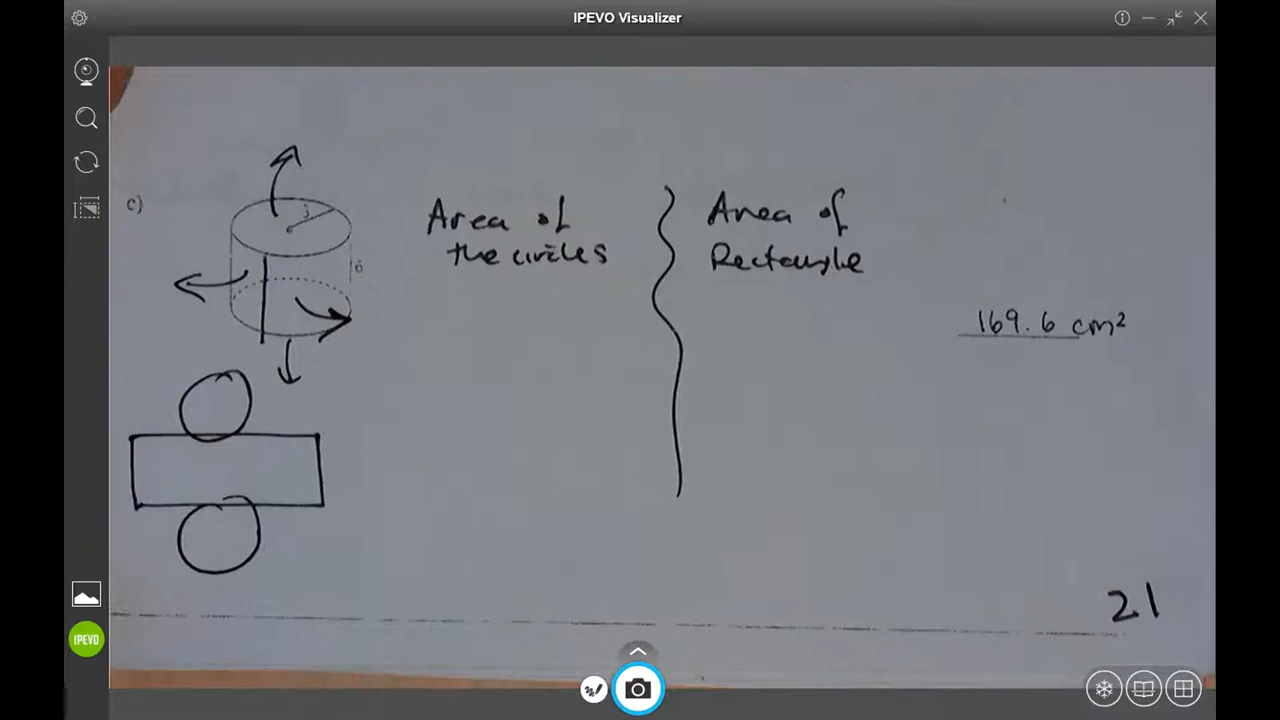 IPEVO Visualizer
c)
3
6
Area of
the circles
Area of
Rectangle
169.6 cm²
21
IPEVO